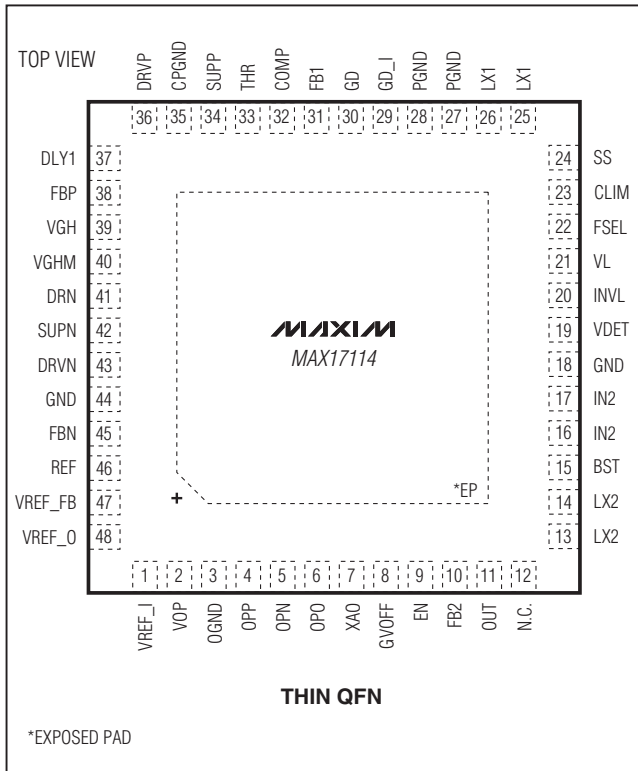 TOP VIEW
DRVP CPGND SUPP THR COMP FB1 GD GD_I PGND PGND LX1 LX1
36 35 34 33 32 31 30 29 28 27 26 25
DLY1 37 24 SS
FBP 38 23 CLIM
VGH 39 22 FSEL
VGHM 40 21 VL
DRN 41 20 INVL
SUPN 42 MAXIM 19 VDET
DRVN 43 MAX17114 18 GND
GND 44 17 IN2
FBN 45 16 IN2
REF 46 15 BST
VREF_FB 47 + *EP 14 LX2
VREF_O 48 13 LX2
1 2 3 4 5 6 7 8 9 10 11 12
VREF_I VOP OGND OPP OPN OPO XAO GVOFF EN FB2 OUT N.C.
THIN QFN
*EXPOSED PAD